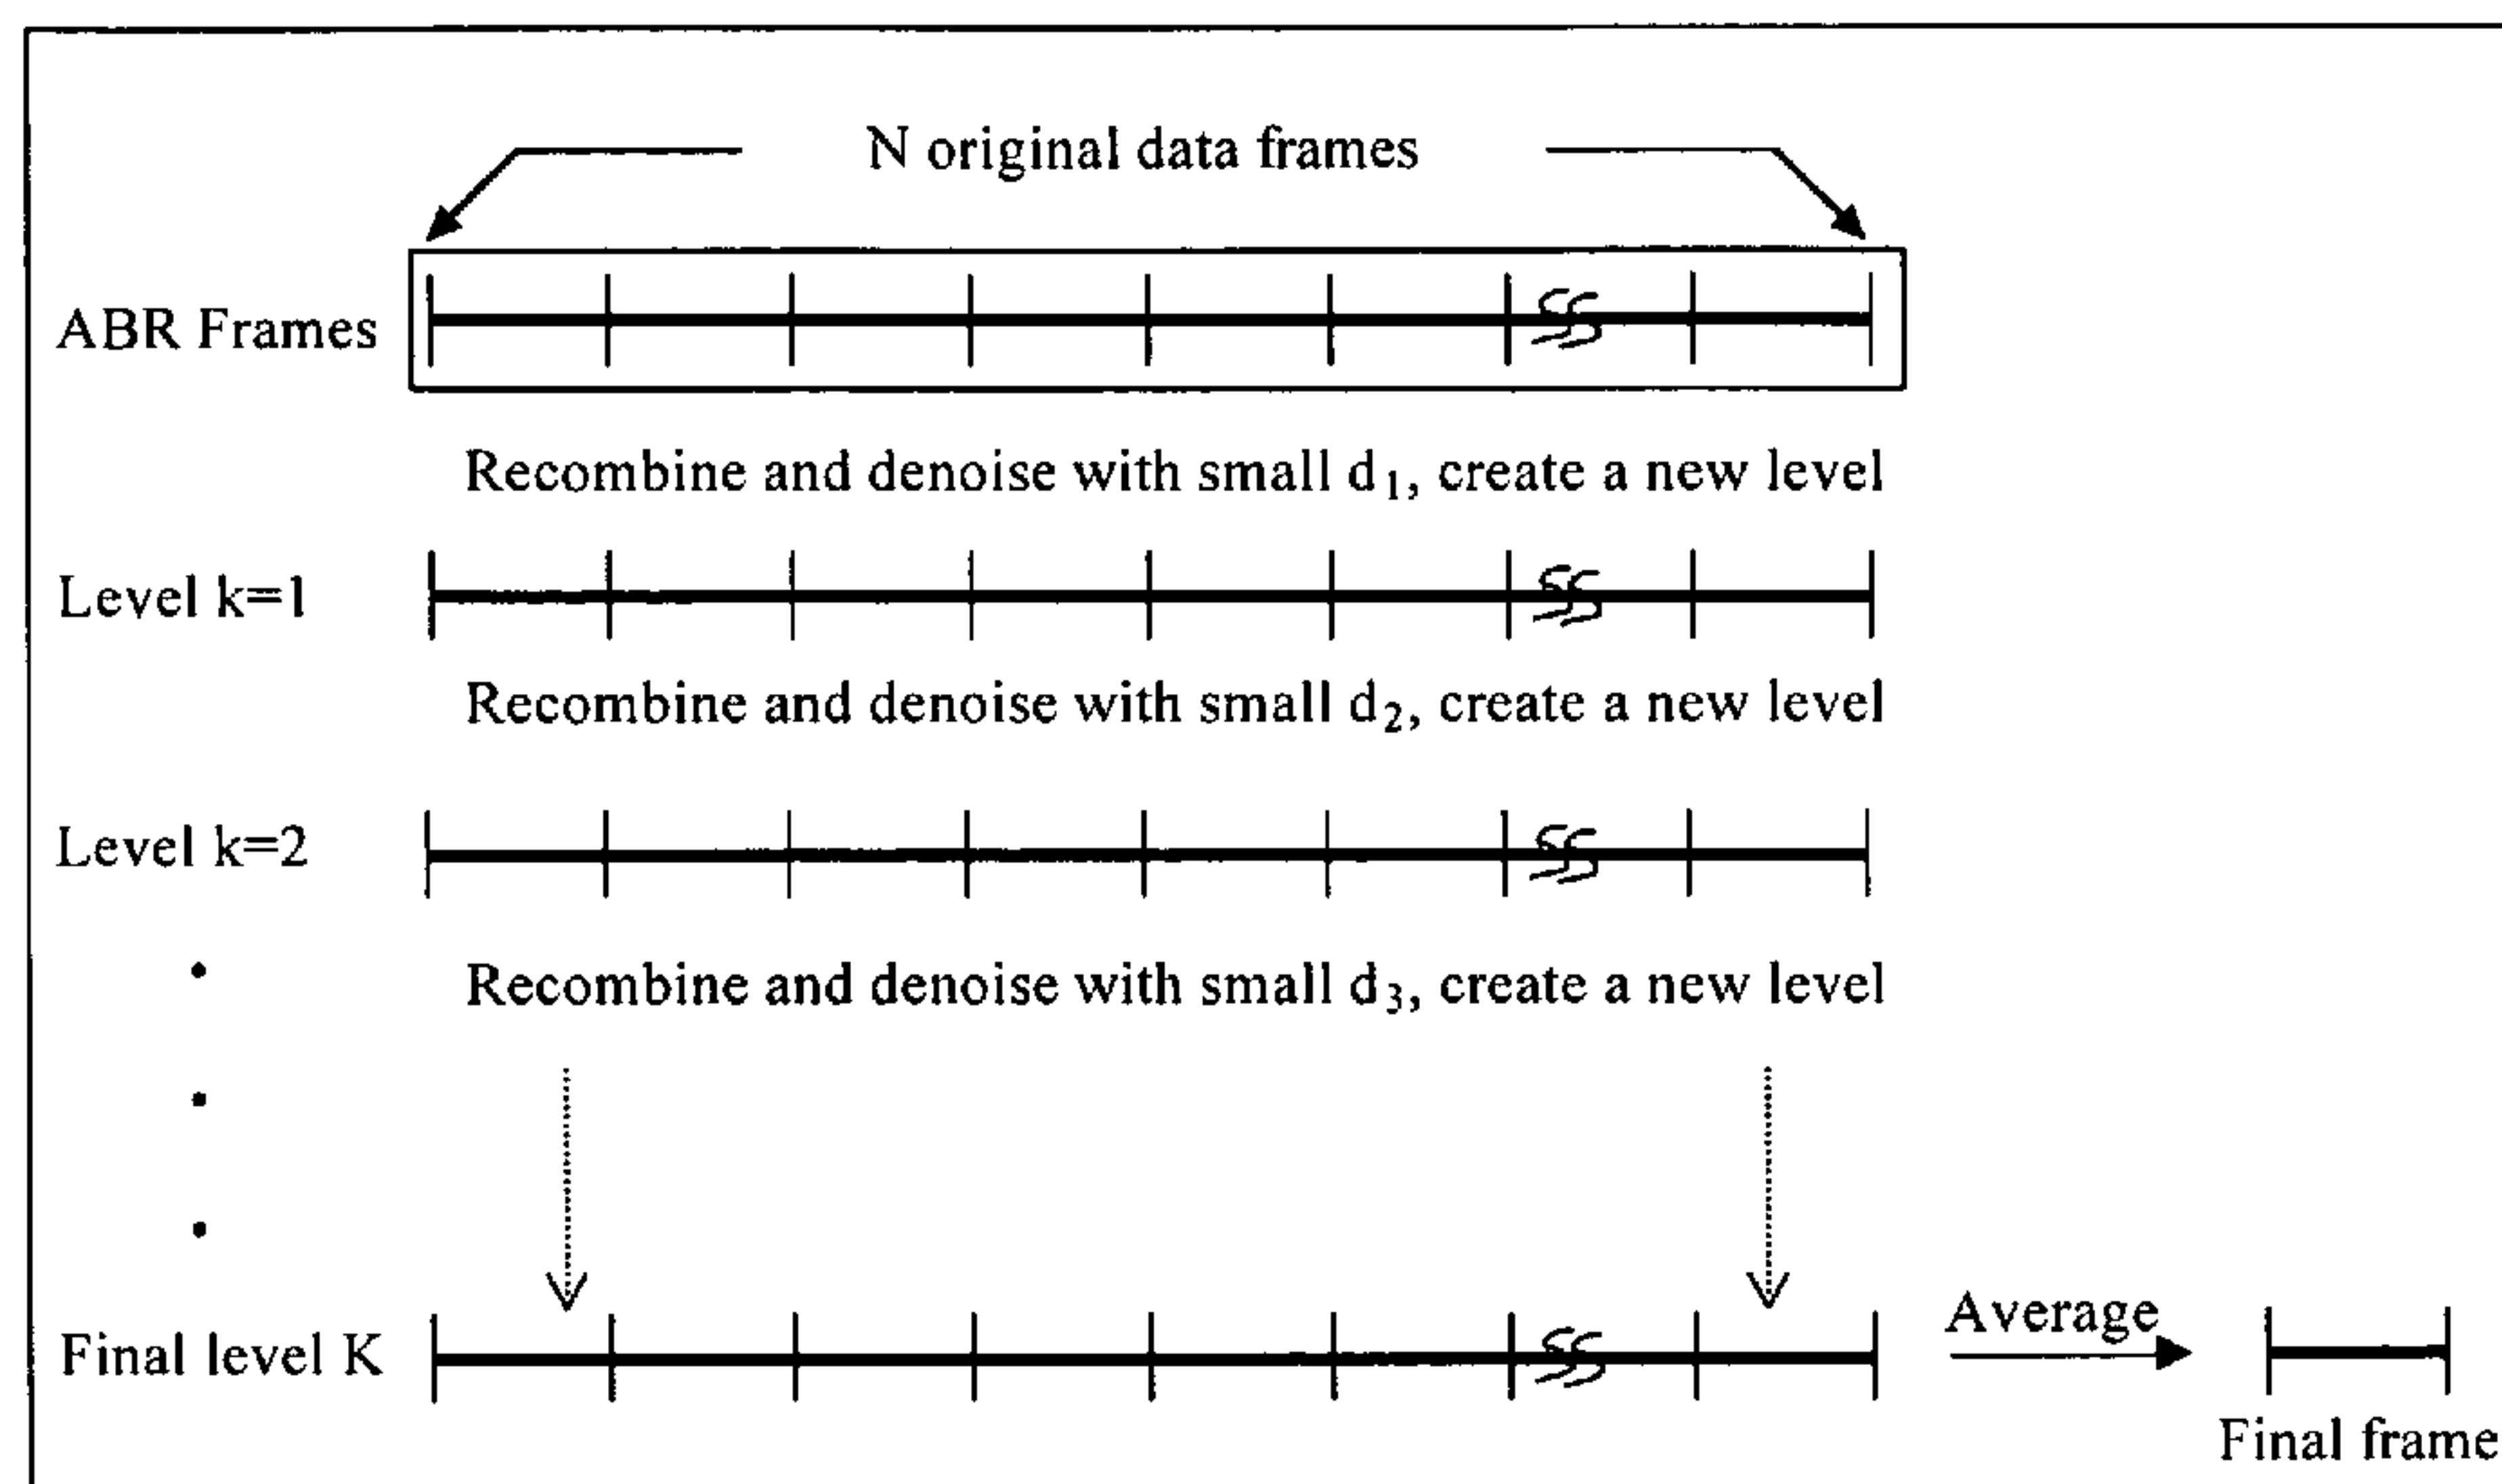 N original data frames
ABR Frames
Recombine and denoise with small d₁, create a new level
Level k=1
Recombine and denoise with small d₂, create a new level
Level k=2
Recombine and denoise with small d₃, create a new level
Final level K
Average
Final frame